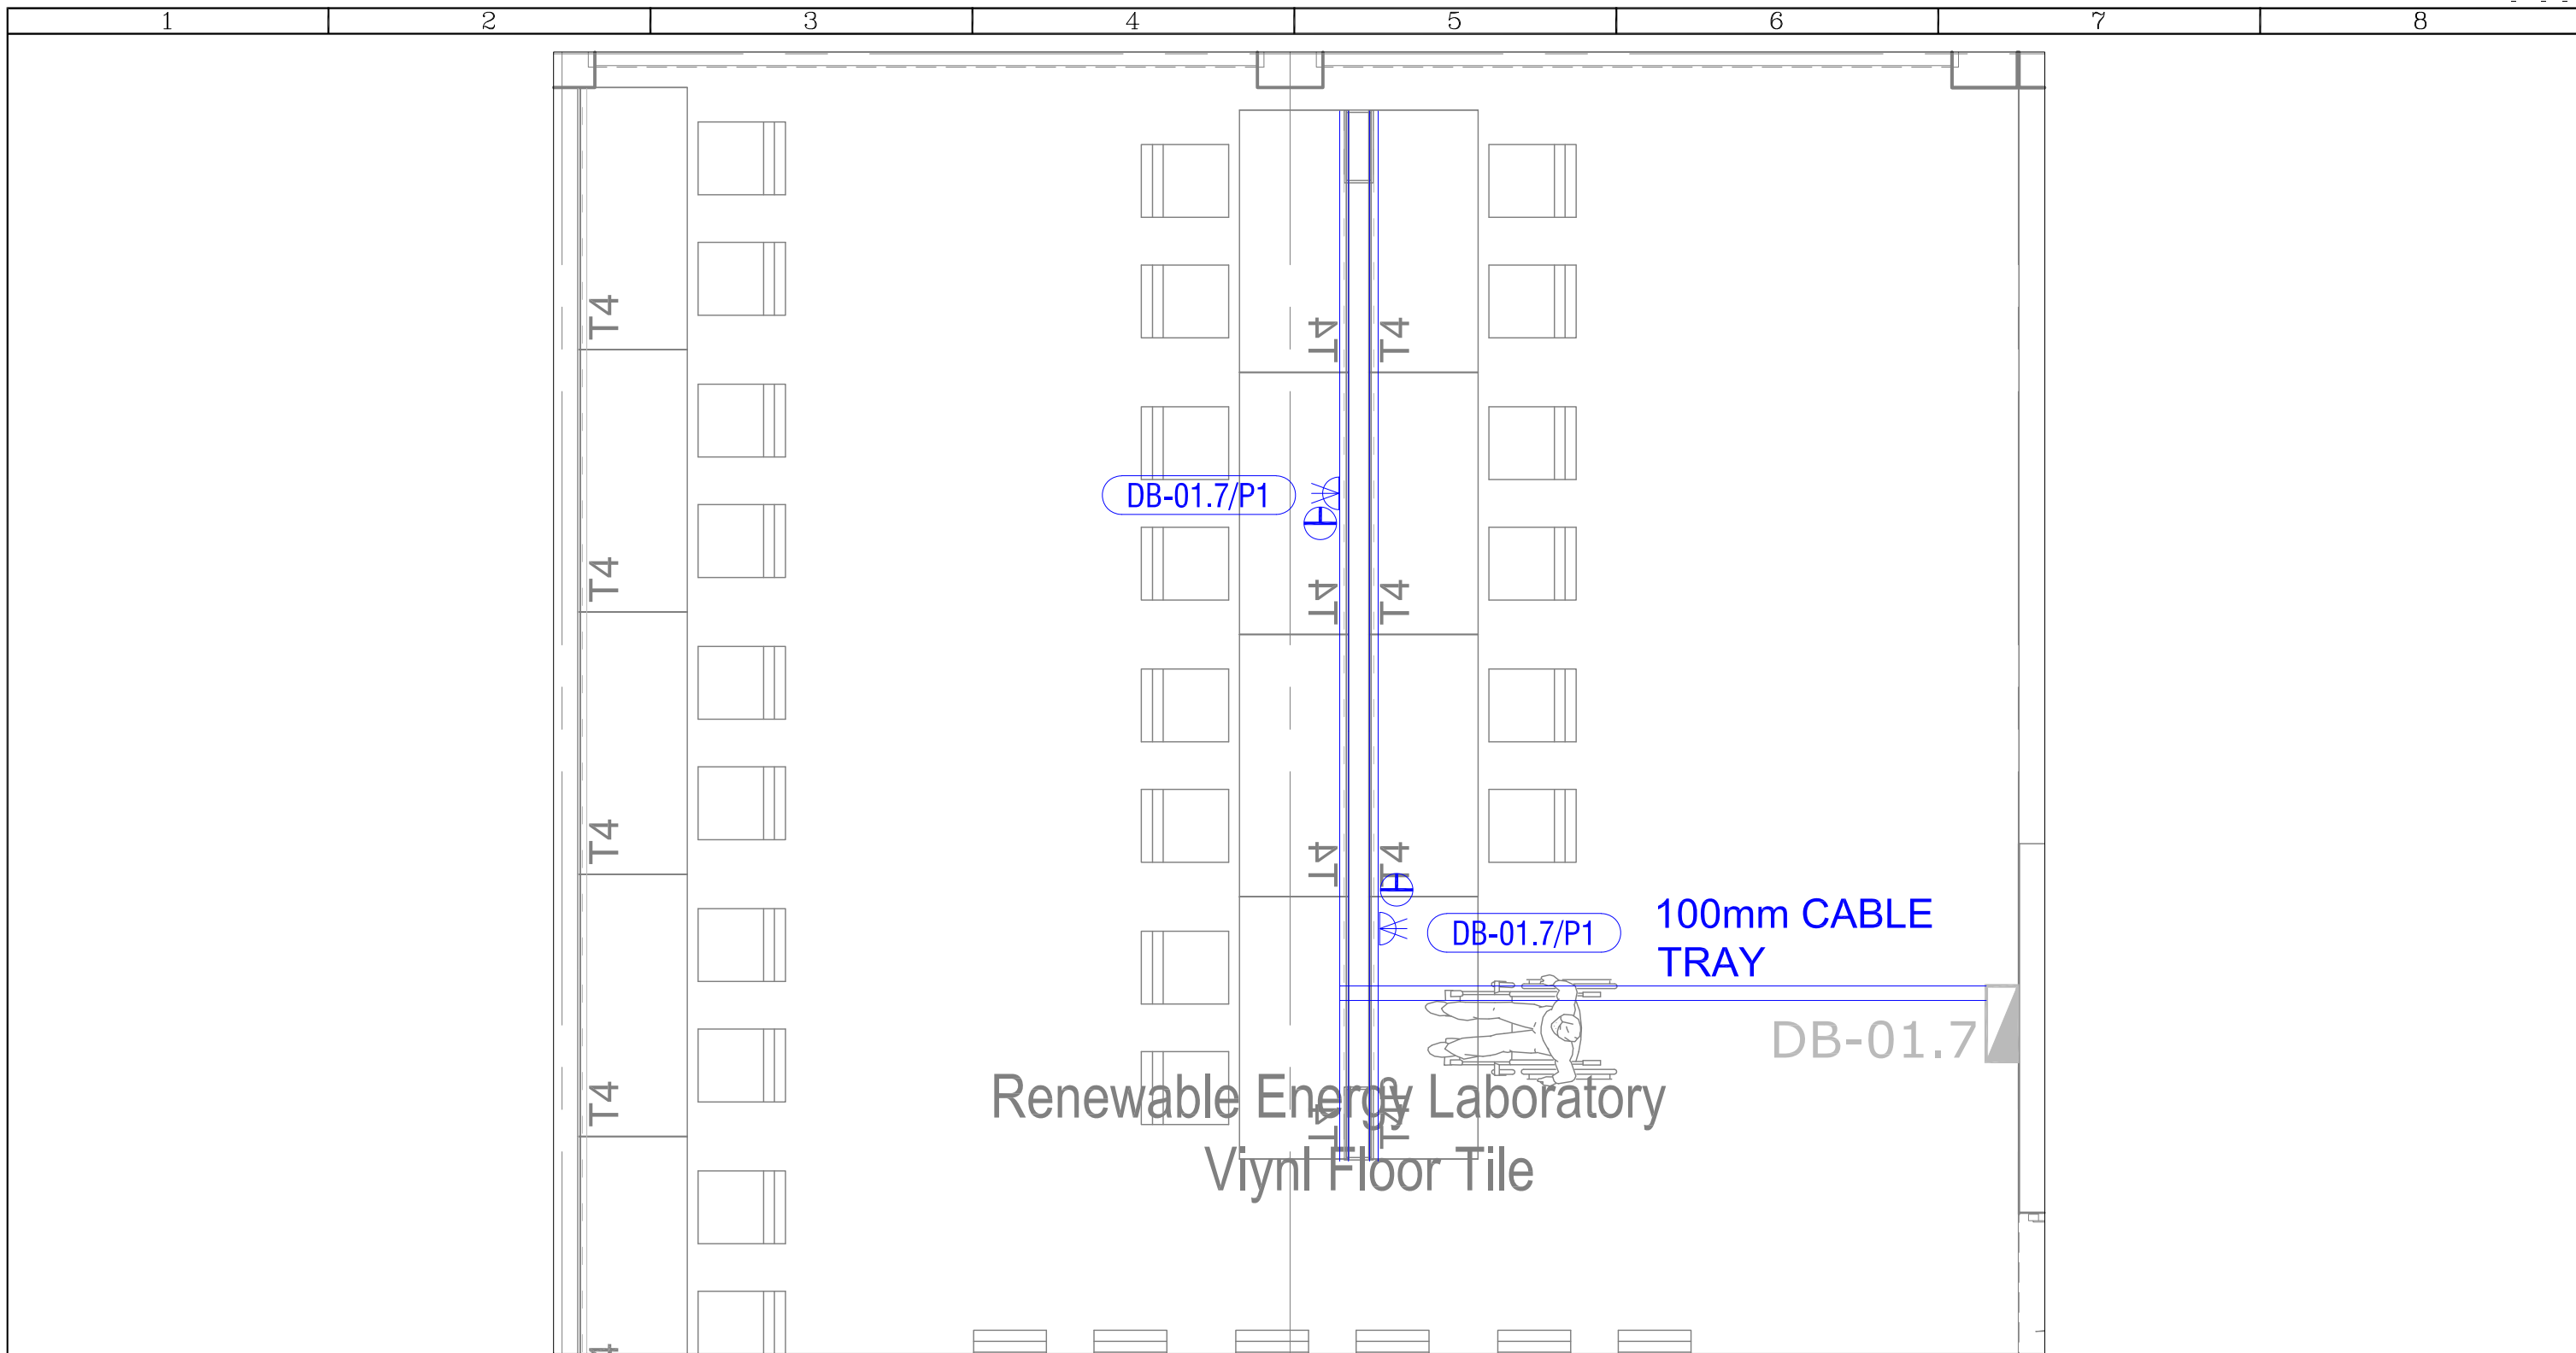 1 2 3 4 5 6 7 8
T4
T4 T4
DB-01.7/P1
T4
T4 T4
T4
T4 T4
DB-01.7/P1
100mm CABLE
TRAY
DB-01.7
T4
T4 T4
Renewable Energy Laboratory
Viynl Floor Tile